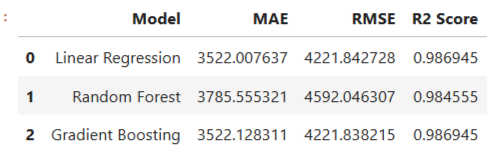 :
Model MAE RMSE R2 Score
0 Linear Regression 3522.007637 4221.842728 0.986945
1 Random Forest 3785.555321 4592.046307 0.984555
2 Gradient Boosting 3522.128311 4221.838215 0.986945